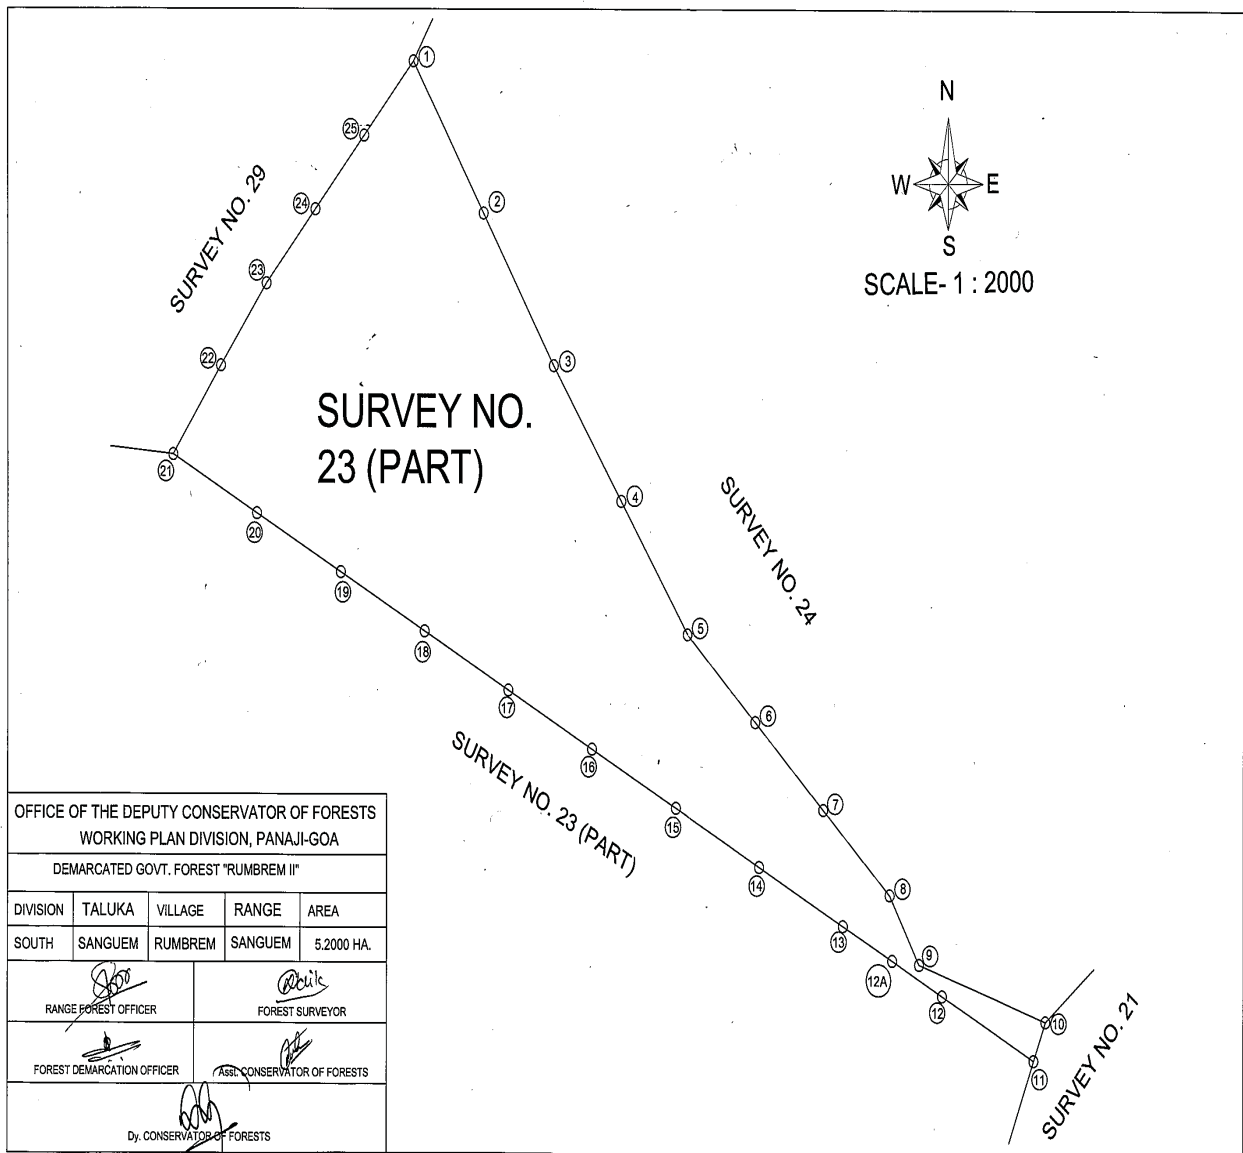 1
25
2
24
23
22
3
21
20
19
18
17
16
15
14
13
12A
12
11
10
9
8
7
6
5
4
N
W E
S
SCALE- 1 : 2000
SURVEY NO. 29
SURVEY NO.
23 (PART)
SURVEY NO. 24
SURVEY NO. 23 (PART)
SURVEY NO. 21
OFFICE OF THE DEPUTY CONSERVATOR OF FORESTS
WORKING PLAN DIVISION, PANAJI-GOA
DEMARCATED GOVT. FOREST "RUMBREM II"
DIVISION TALUKA VILLAGE RANGE AREA
SOUTH SANGUEM RUMBREM SANGUEM 5.2000 HA.
RANGE FOREST OFFICER FOREST SURVEYOR
FOREST DEMARCATION OFFICER Asst. CONSERVATOR OF FORESTS
Dy. CONSERVATOR OF FORESTS